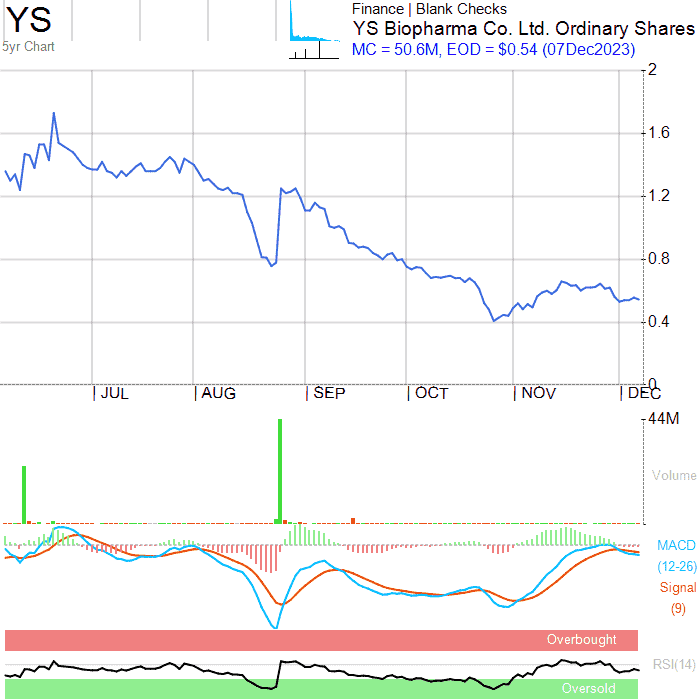 YS
5yr Chart
Finance | Blank Checks
YS Biopharma Co. Ltd. Ordinary Shares
MC = 50.6M, EOD = $0.54 (07Dec2023)
2
1.6
1.2
0.8
0.4
0
JUL AUG SEP OCT NOV DEC
44M
Volume
MACD
(12-26)
Signal
(9)
Overbought
RSI(14)
Oversold